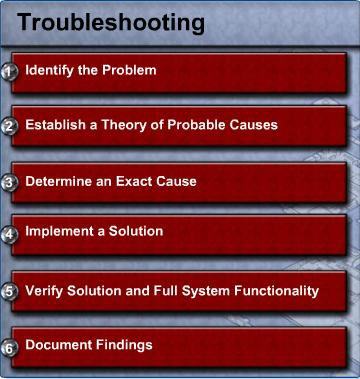 Troubleshooting
1 Identify the Problem
2 Establish a Theory of Probable Causes
3 Determine an Exact Cause
4 Implement a Solution
5 Verify Solution and Full System Functionality
6 Document Findings